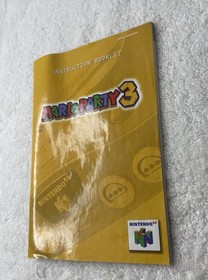 INSTRUCTION BOOKLET
MARIO PARTY 3
NINTENDO 64
NINTENDO 64